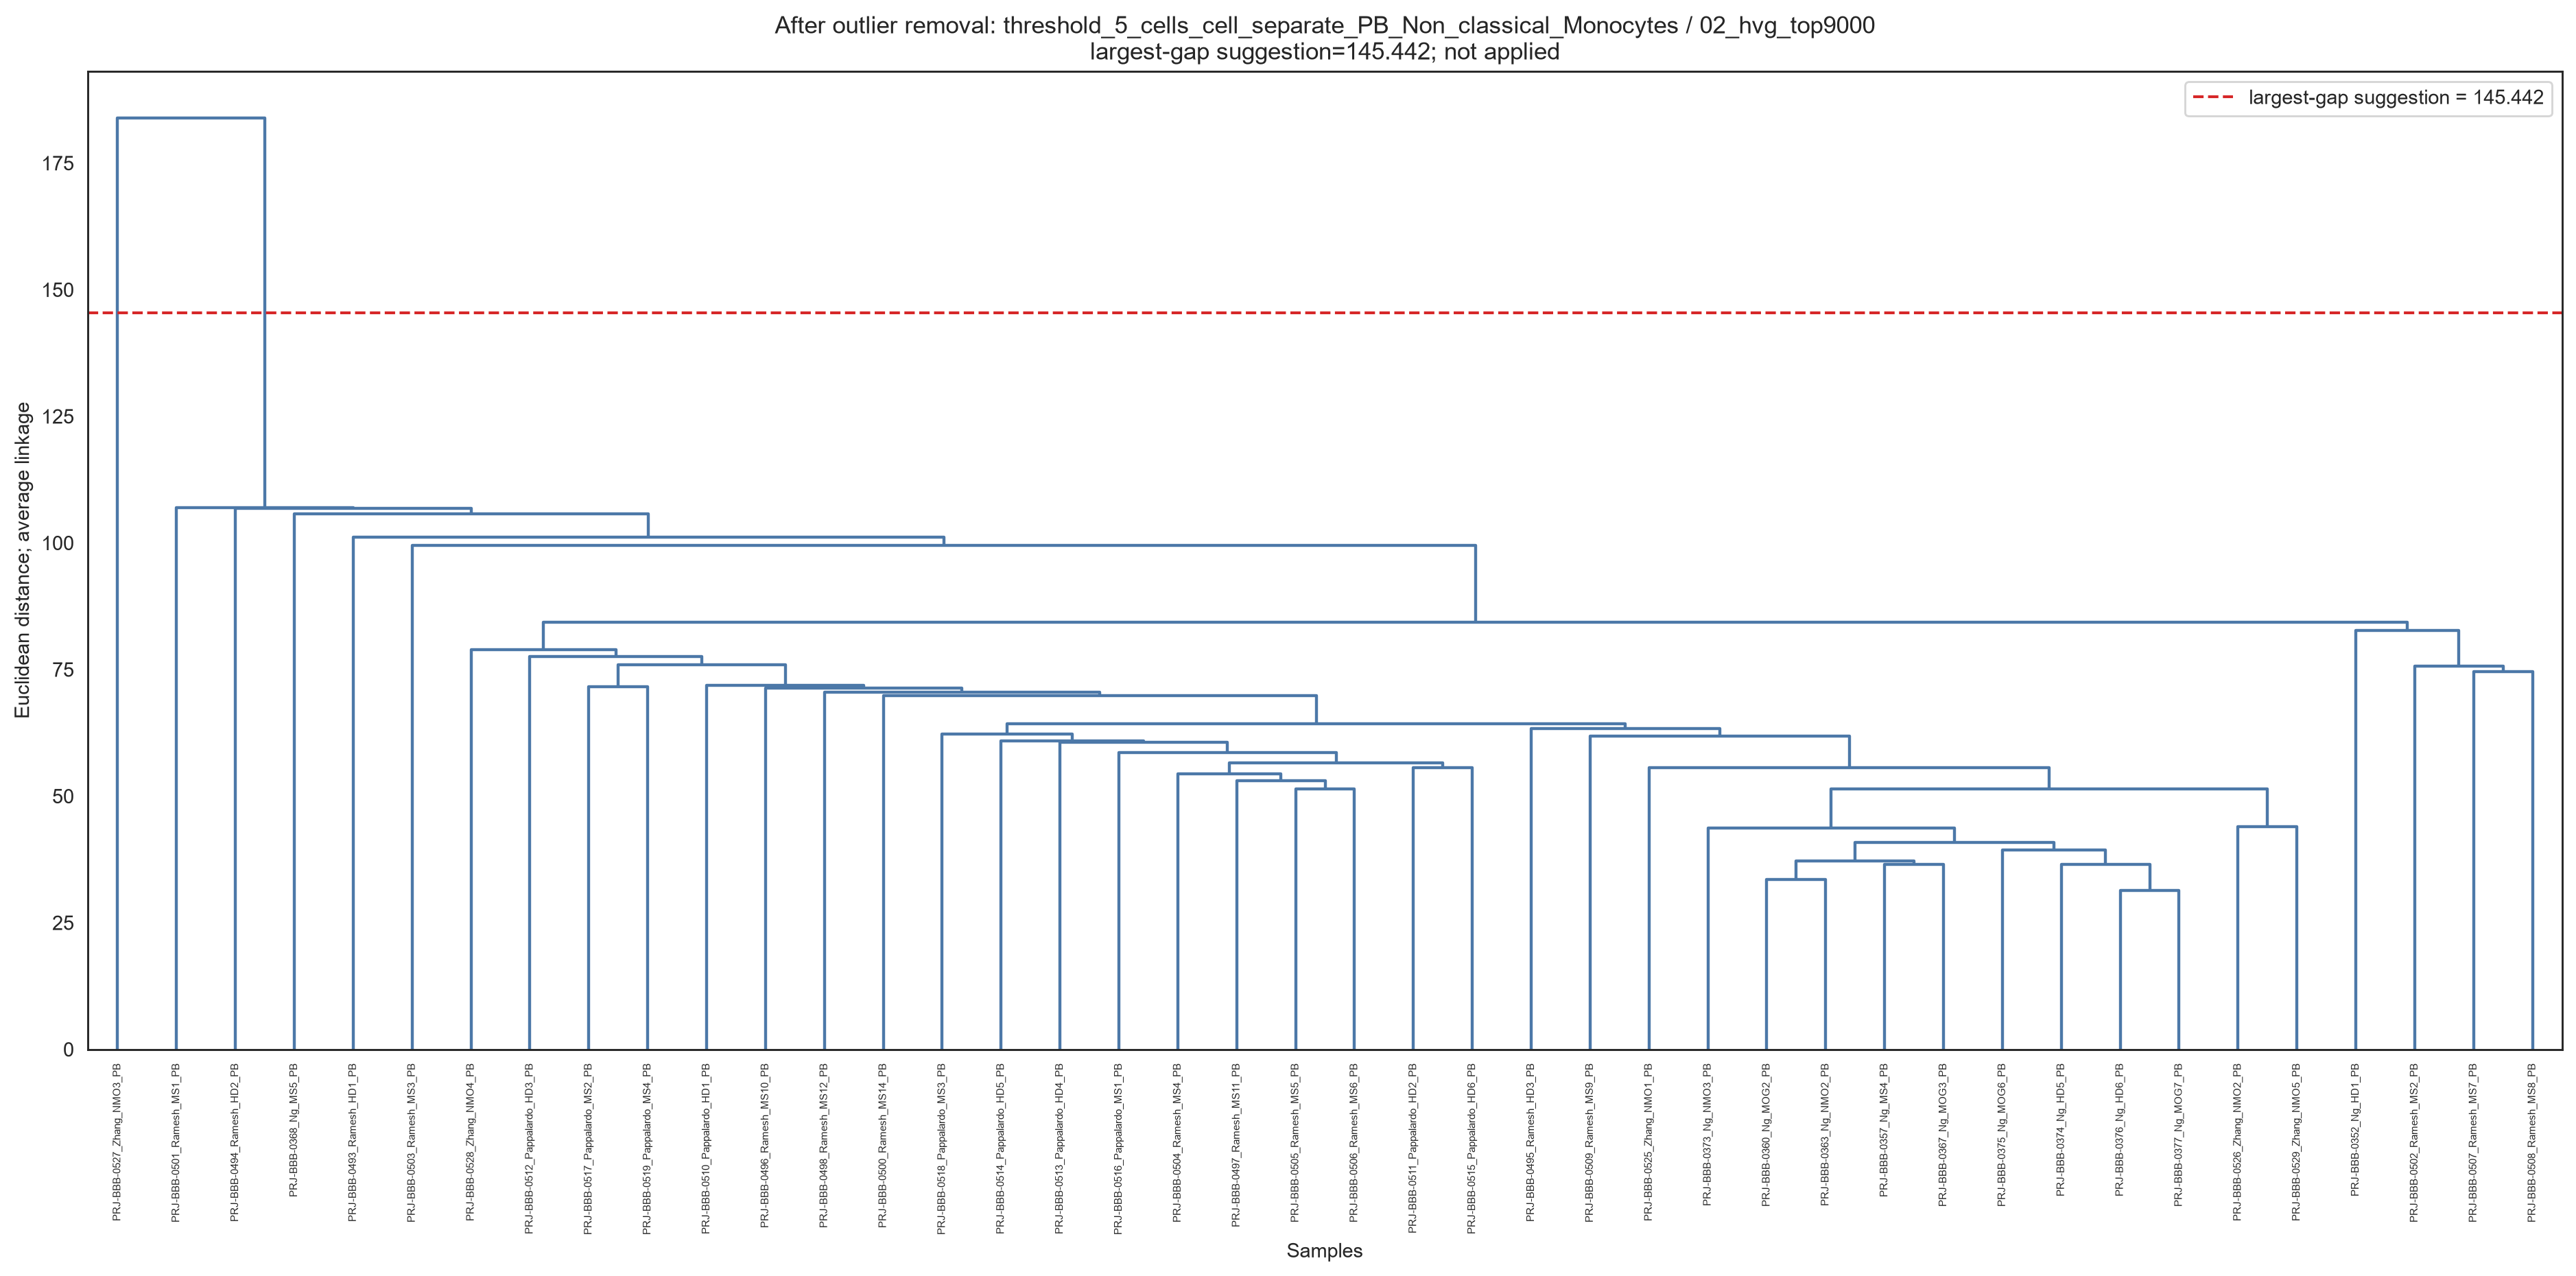 After outlier removal: threshold_5_cells_cell_separate_PB_Non_classical_Monocytes / 02_hvg_top9000
largest-gap suggestion=145.442; not applied
largest-gap suggestion = 145.442
Euclidean distance; average linkage
175
150
125
100
75
50
25
0
PRJ-BBB-0527_Zhang_NMO3_PB
PRJ-BBB-0501_Ramesh_MS1_PB
PRJ-BBB-0494_Ramesh_HD2_PB
PRJ-BBB-0368_Ng_MS5_PB
PRJ-BBB-0493_Ramesh_HD1_PB
PRJ-BBB-0503_Ramesh_MS3_PB
PRJ-BBB-0528_Zhang_NMO4_PB
PRJ-BBB-0512_Pappalardo_HD3_PB
PRJ-BBB-0517_Pappalardo_MS2_PB
PRJ-BBB-0519_Pappalardo_MS4_PB
PRJ-BBB-0510_Pappalardo_HD1_PB
PRJ-BBB-0496_Ramesh_MS10_PB
PRJ-BBB-0498_Ramesh_MS12_PB
PRJ-BBB-0500_Ramesh_MS14_PB
PRJ-BBB-0518_Pappalardo_MS3_PB
PRJ-BBB-0514_Pappalardo_HD5_PB
PRJ-BBB-0513_Pappalardo_HD4_PB
PRJ-BBB-0516_Pappalardo_MS1_PB
PRJ-BBB-0504_Ramesh_MS4_PB
PRJ-BBB-0497_Ramesh_MS11_PB
PRJ-BBB-0505_Ramesh_MS5_PB
PRJ-BBB-0506_Ramesh_MS6_PB
PRJ-BBB-0511_Pappalardo_HD2_PB
PRJ-BBB-0515_Pappalardo_HD6_PB
PRJ-BBB-0495_Ramesh_HD3_PB
PRJ-BBB-0509_Ramesh_MS9_PB
PRJ-BBB-0525_Zhang_NMO1_PB
PRJ-BBB-0373_Ng_NMO3_PB
PRJ-BBB-0360_Ng_MOG2_PB
PRJ-BBB-0363_Ng_NMO2_PB
PRJ-BBB-0357_Ng_MS4_PB
PRJ-BBB-0367_Ng_MOG3_PB
PRJ-BBB-0375_Ng_MOG6_PB
PRJ-BBB-0374_Ng_HD5_PB
PRJ-BBB-0376_Ng_HD6_PB
PRJ-BBB-0377_Ng_MOG7_PB
PRJ-BBB-0526_Zhang_NMO2_PB
PRJ-BBB-0529_Zhang_NMO5_PB
PRJ-BBB-0352_Ng_HD1_PB
PRJ-BBB-0502_Ramesh_MS2_PB
PRJ-BBB-0507_Ramesh_MS7_PB
PRJ-BBB-0508_Ramesh_MS8_PB
Samples